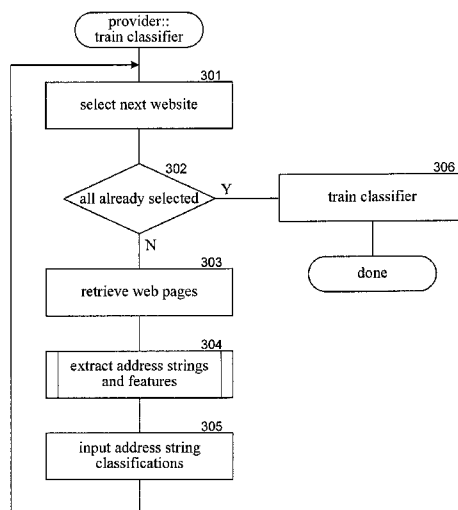 provider::
train classifier
301
select next website
302
all already selected
Y
306
train classifier
N
done
303
retrieve web pages
304
extract address strings
and features
305
input address string
classifications